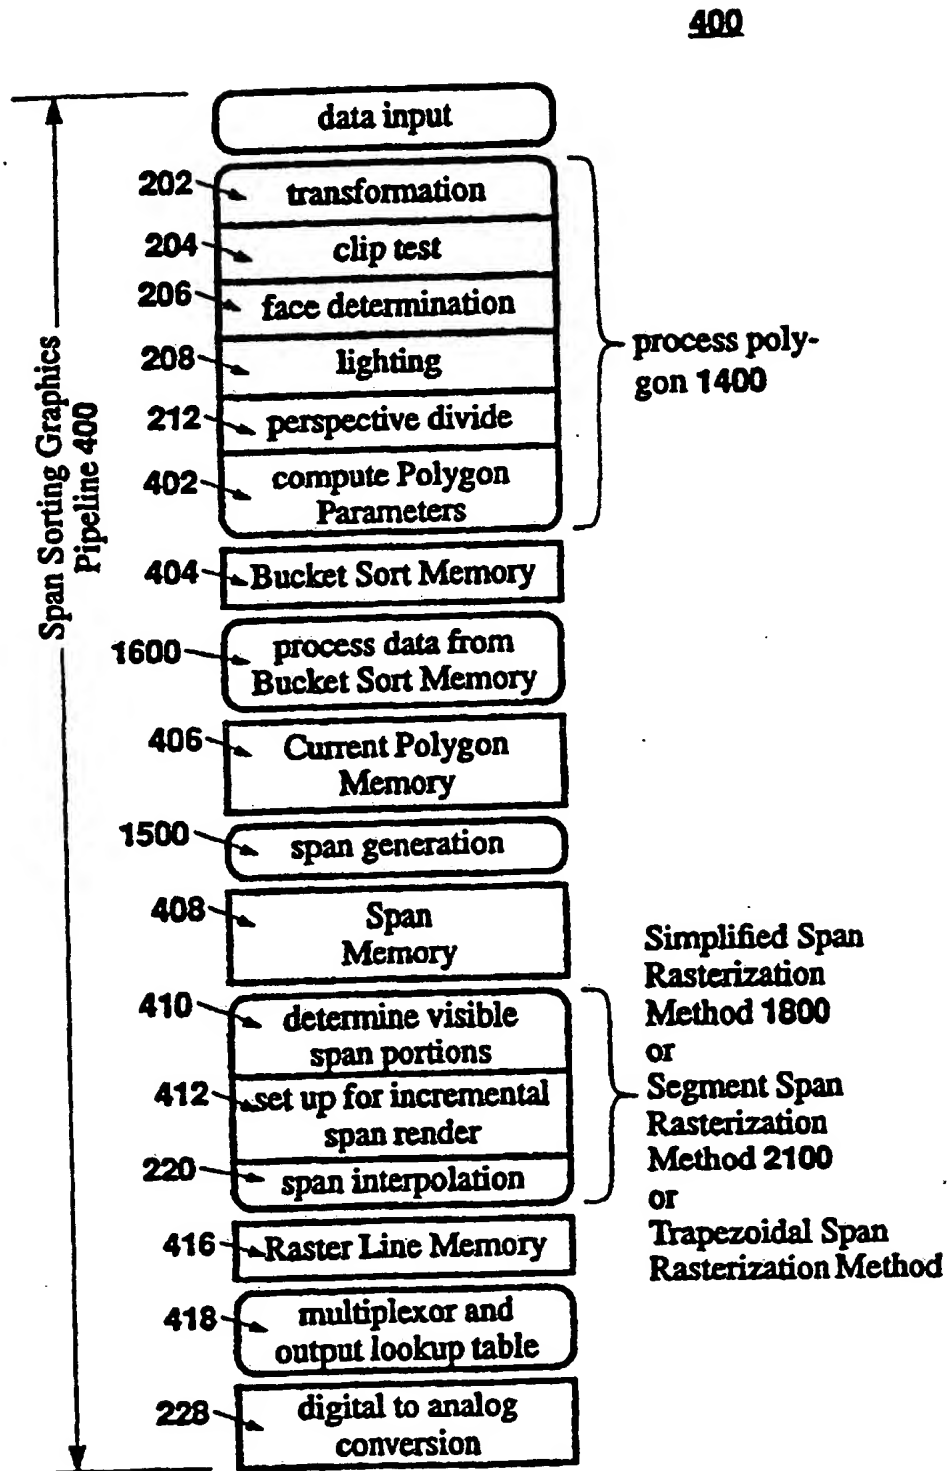 400
data input
202
transformation
204
clip test
206
face determination
208
lighting
212
perspective divide
402
compute Polygon
Parameters
process poly-
gon 1400
404
Bucket Sort Memory
1600
process data from
Bucket Sort Memory
406
Current Polygon
Memory
1500
span generation
408
Span
Memory
410
determine visible
span portions
412
set up for incremental
span render
220
span interpolation
Simplified Span
Rasterization
Method 1800
or
Segment Span
Rasterization
Method 2100
or
Trapezoidal Span
Rasterization Method
416
Raster Line Memory
418
multiplexor and
output lookup table
228
digital to analog
conversion
Span Sorting Graphics
Pipeline 400